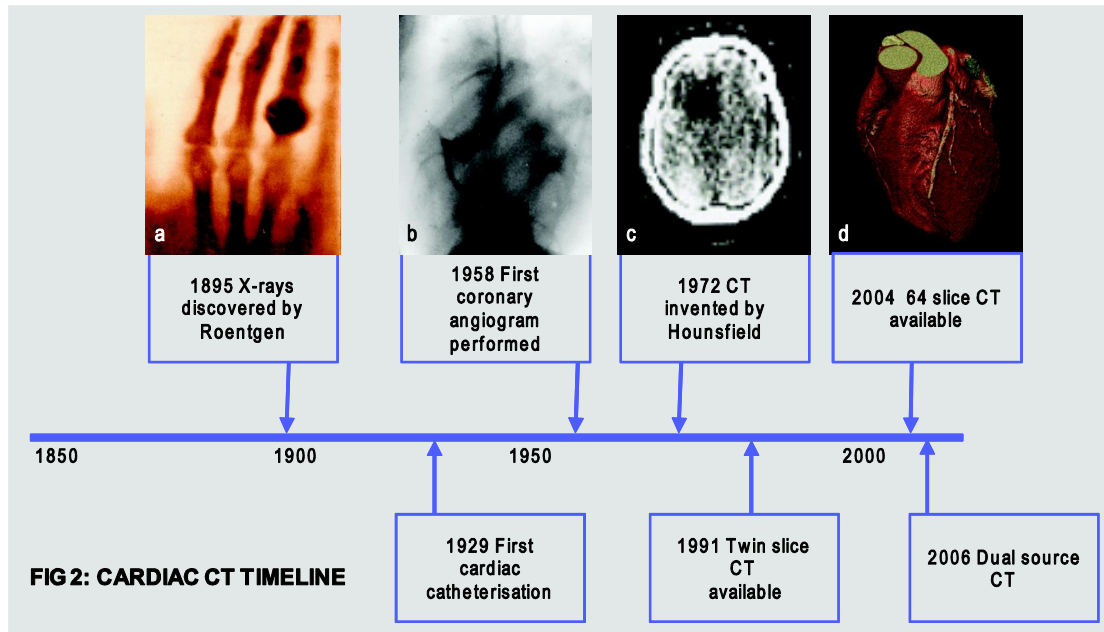 a
b
c
d
1895 X-rays
discovered by
Roentgen
1958 First
coronary
angiogram
performed
1972 CT
invented by
Hounsfield
2004 64 slice CT
available
1850
1900
1950
2000
1929 First
cardiac
catheterisation
1991 Twin slice
CT
available
2006 Dual source
CT
FIG 2: CARDIAC CT TIMELINE